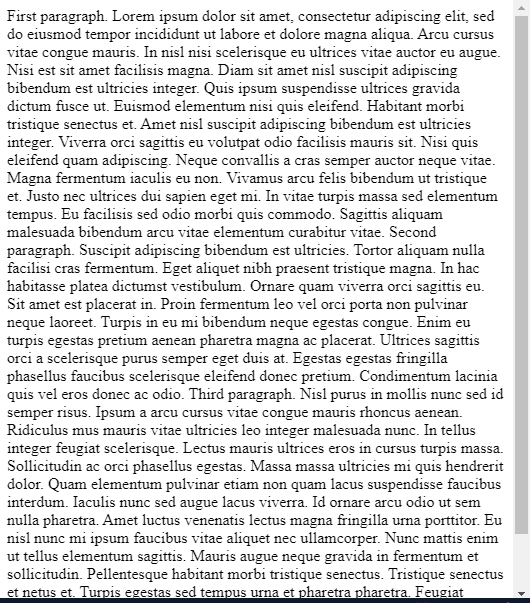 First paragraph. Lorem ipsum dolor sit amet, consectetur adipiscing elit, sed
do eiusmod tempor incididunt ut labore et dolore magna aliqua. Arcu cursus
vitae congue mauris. In nisl nisi scelerisque eu ultrices vitae auctor eu augue.
Nisi est sit amet facilisis magna. Diam sit amet nisl suscipit adipiscing
bibendum est ultricies integer. Quis ipsum suspendisse ultrices gravida
dictum fusce ut. Euismod elementum nisi quis eleifend. Habitant morbi
tristique senectus et. Amet nisl suscipit adipiscing bibendum est ultricies
integer. Viverra orci sagittis eu volutpat odio facilisis mauris sit. Nisi quis
eleifend quam adipiscing. Neque convallis a cras semper auctor neque vitae.
Magna fermentum iaculis eu non. Vivamus arcu felis bibendum ut tristique
et. Justo nec ultrices dui sapien eget mi. In vitae turpis massa sed elementum
tempus. Eu facilisis sed odio morbi quis commodo. Sagittis aliquam
malesuada bibendum arcu vitae elementum curabitur vitae. Second
paragraph. Suscipit adipiscing bibendum est ultricies. Tortor aliquam nulla
facilisi cras fermentum. Eget aliquet nibh praesent tristique magna. In hac
habitasse platea dictumst vestibulum. Ornare quam viverra orci sagittis eu.
Sit amet est placerat in. Proin fermentum leo vel orci porta non pulvinar
neque laoreet. Turpis in eu mi bibendum neque egestas congue. Enim eu
turpis egestas pretium aenean pharetra magna ac placerat. Ultrices sagittis
orci a scelerisque purus semper eget duis at. Egestas egestas fringilla
phasellus faucibus scelerisque eleifend donec pretium. Condimentum lacinia
quis vel eros donec ac odio. Third paragraph. Nisl purus in mollis nunc sed id
semper risus. Ipsum a arcu cursus vitae congue mauris rhoncus aenean.
Ridiculus mus mauris vitae ultricies leo integer malesuada nunc. In tellus
integer feugiat scelerisque. Lectus mauris ultrices eros in cursus turpis massa.
Sollicitudin ac orci phasellus egestas. Massa massa ultricies mi quis hendrerit
dolor. Quam elementum pulvinar etiam non quam lacus suspendisse faucibus
interdum. Iaculis nunc sed augue lacus viverra. Id ornare arcu odio ut sem
nulla pharetra. Amet luctus venenatis lectus magna fringilla urna porttitor. Eu
nisl nunc mi ipsum faucibus vitae aliquet nec ullamcorper. Nunc mattis enim
ut tellus elementum sagittis. Mauris augue neque gravida in fermentum et
sollicitudin. Pellentesque habitant morbi tristique senectus. Tristique senectus
et netus et. Turpis egestas sed tempus urna et pharetra pharetra. Feugiat